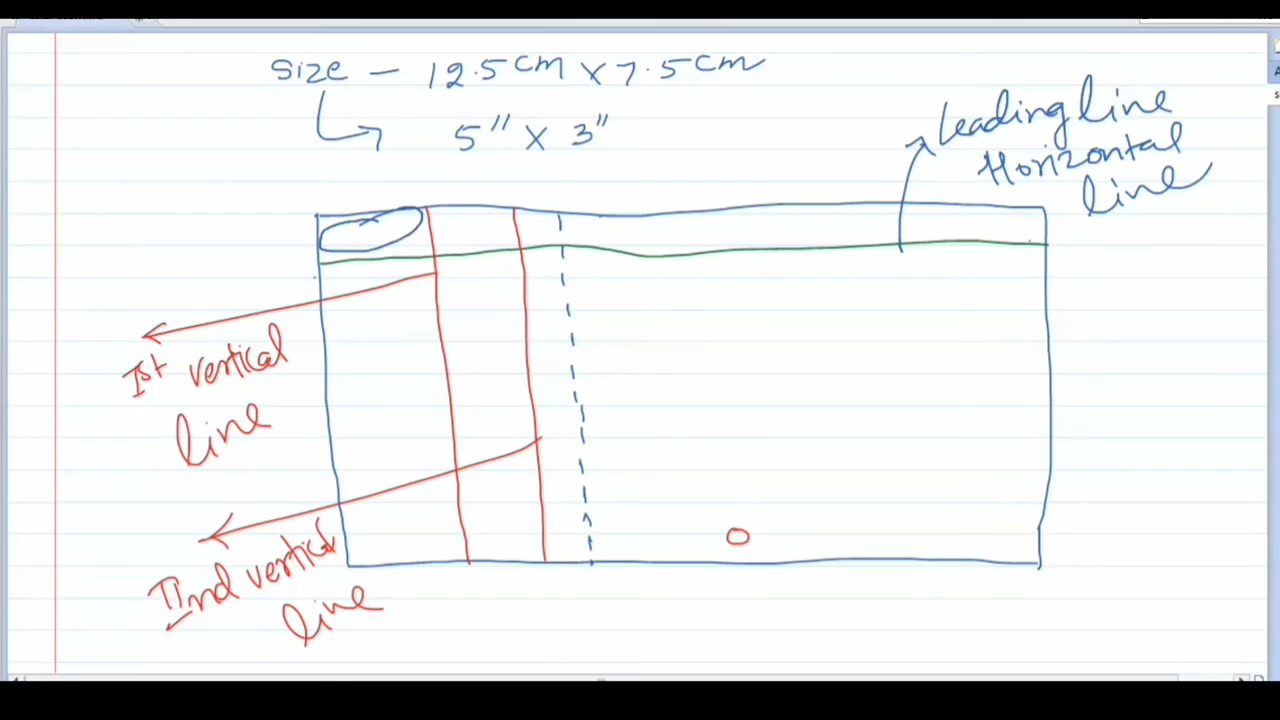 Size - 12.5 cm x 7.5 cm
5" x 3"
Leading line
Horizontal
line
Ist vertical
line
IInd vertical
line